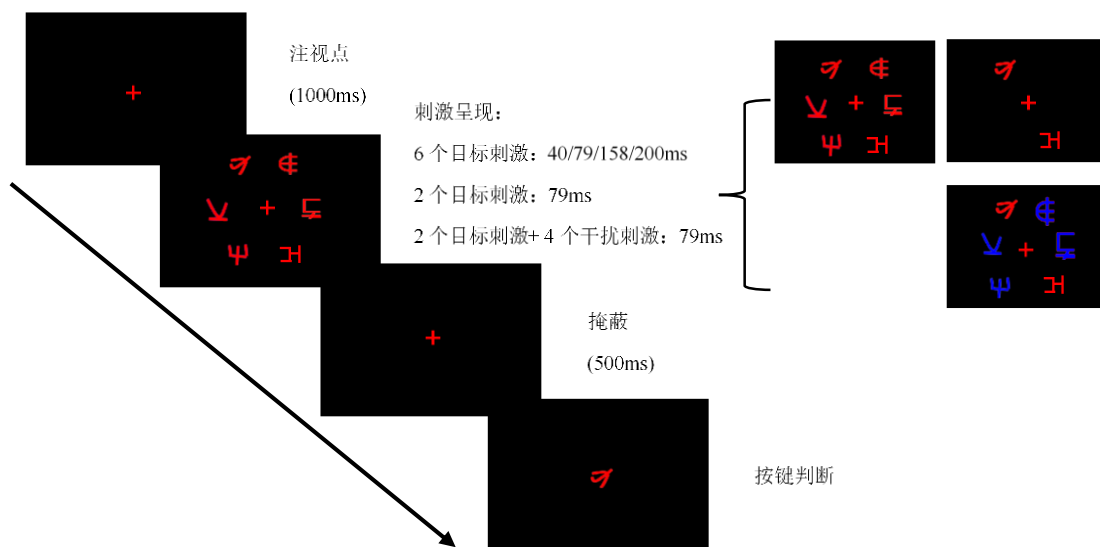 注视点
(1000ms)
刺激呈现:
6 个目标刺激: 40/79/158/200ms
2 个目标刺激: 79ms
2 个目标刺激+ 4 个干扰刺激: 79ms
掩蔽
(500ms)
按键判断